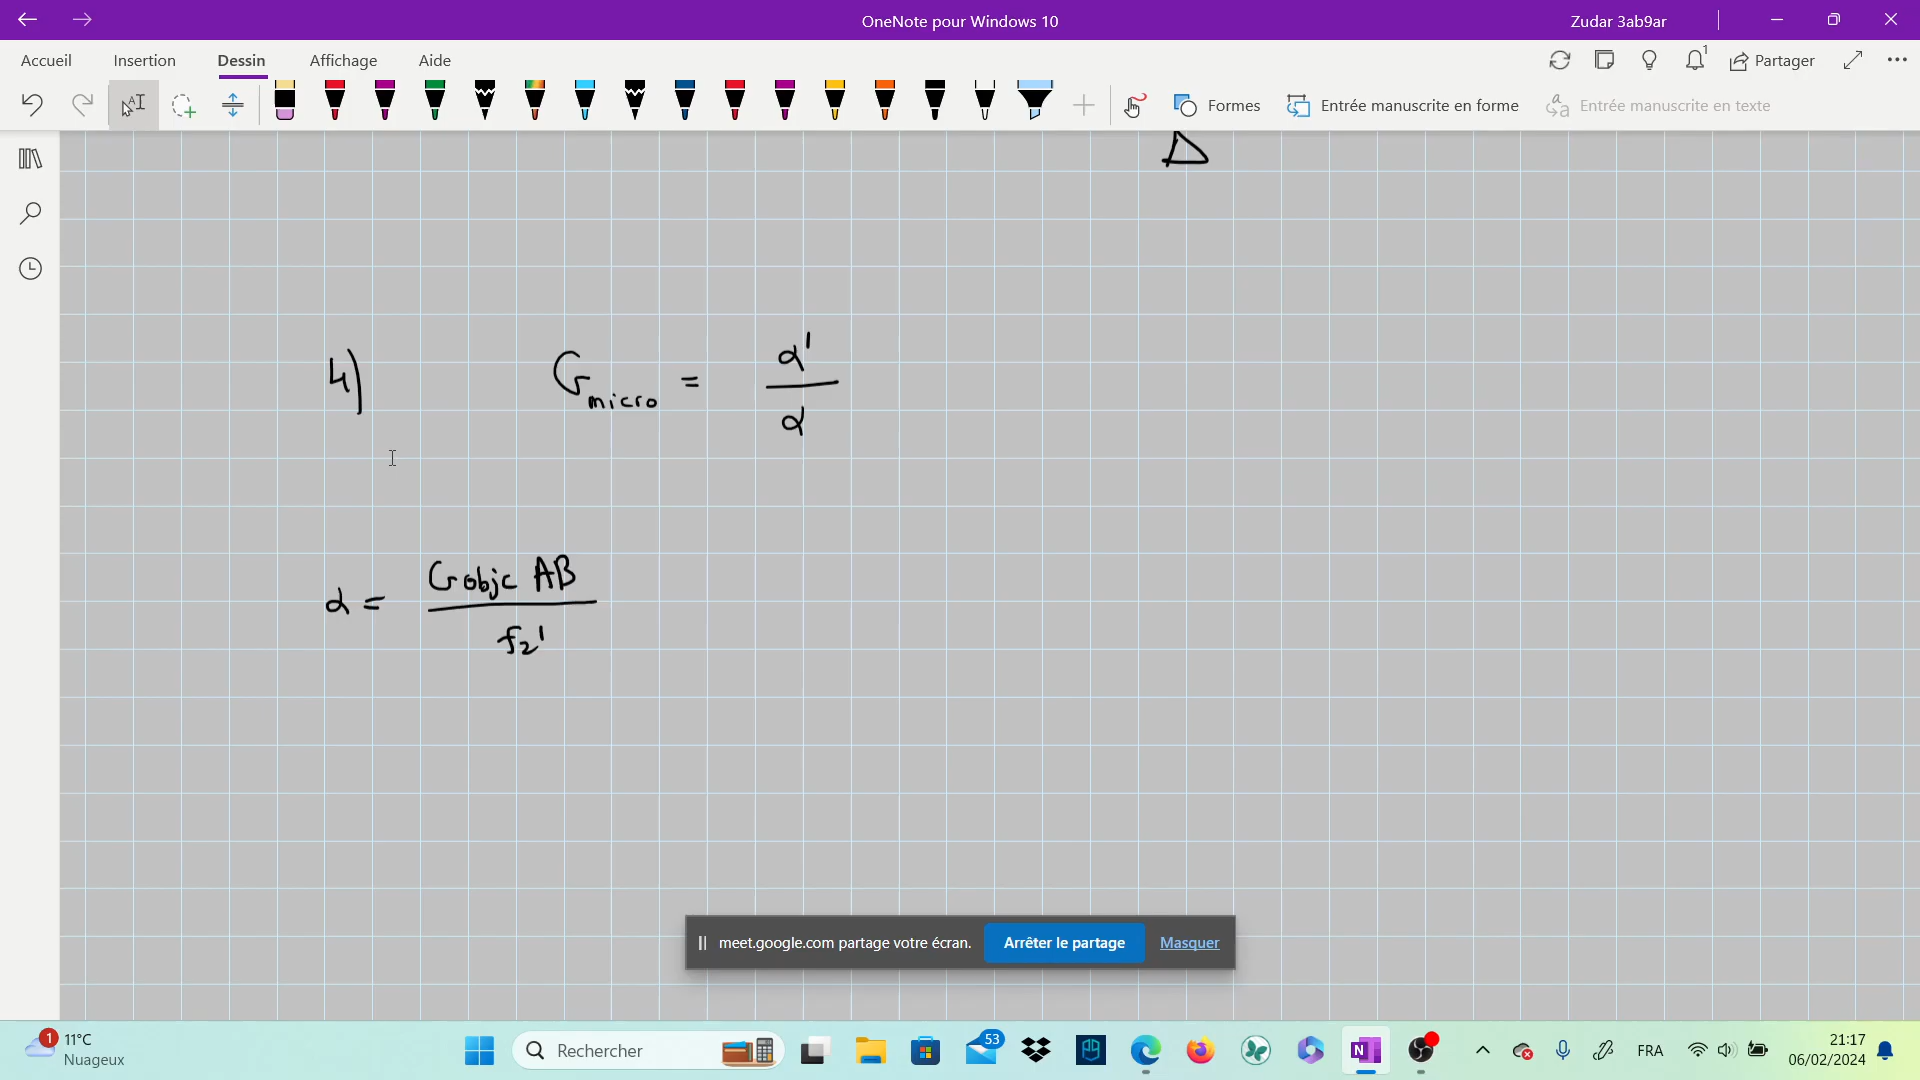 OneNote pour Windows 10
Zudar 3ab9ar
Accueil Insertion Dessin Affichage Aide
1
Partager
Formes
Entrée manuscrite en forme
Entrée manuscrite en texte
Δ
4) G micro = α' / α
α = Gobjc AB / f2'
meet.google.com partage votre écran. Arrêter le partage Masquer
1
11°C
Nuageux
Rechercher
53
FRA
21:17
06/02/2024